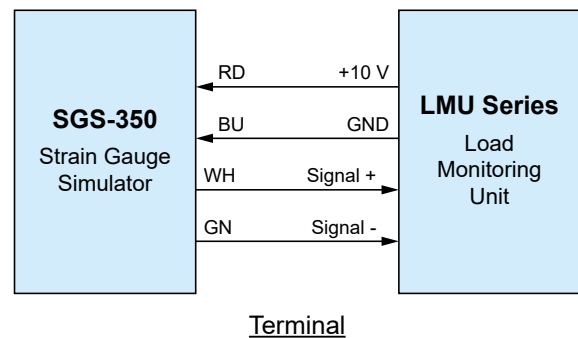 SGS-350
Strain Gauge
Simulator
RD +10 V
BU GND
WH Signal +
GN Signal -
LMU Series
Load
Monitoring
Unit
Terminal